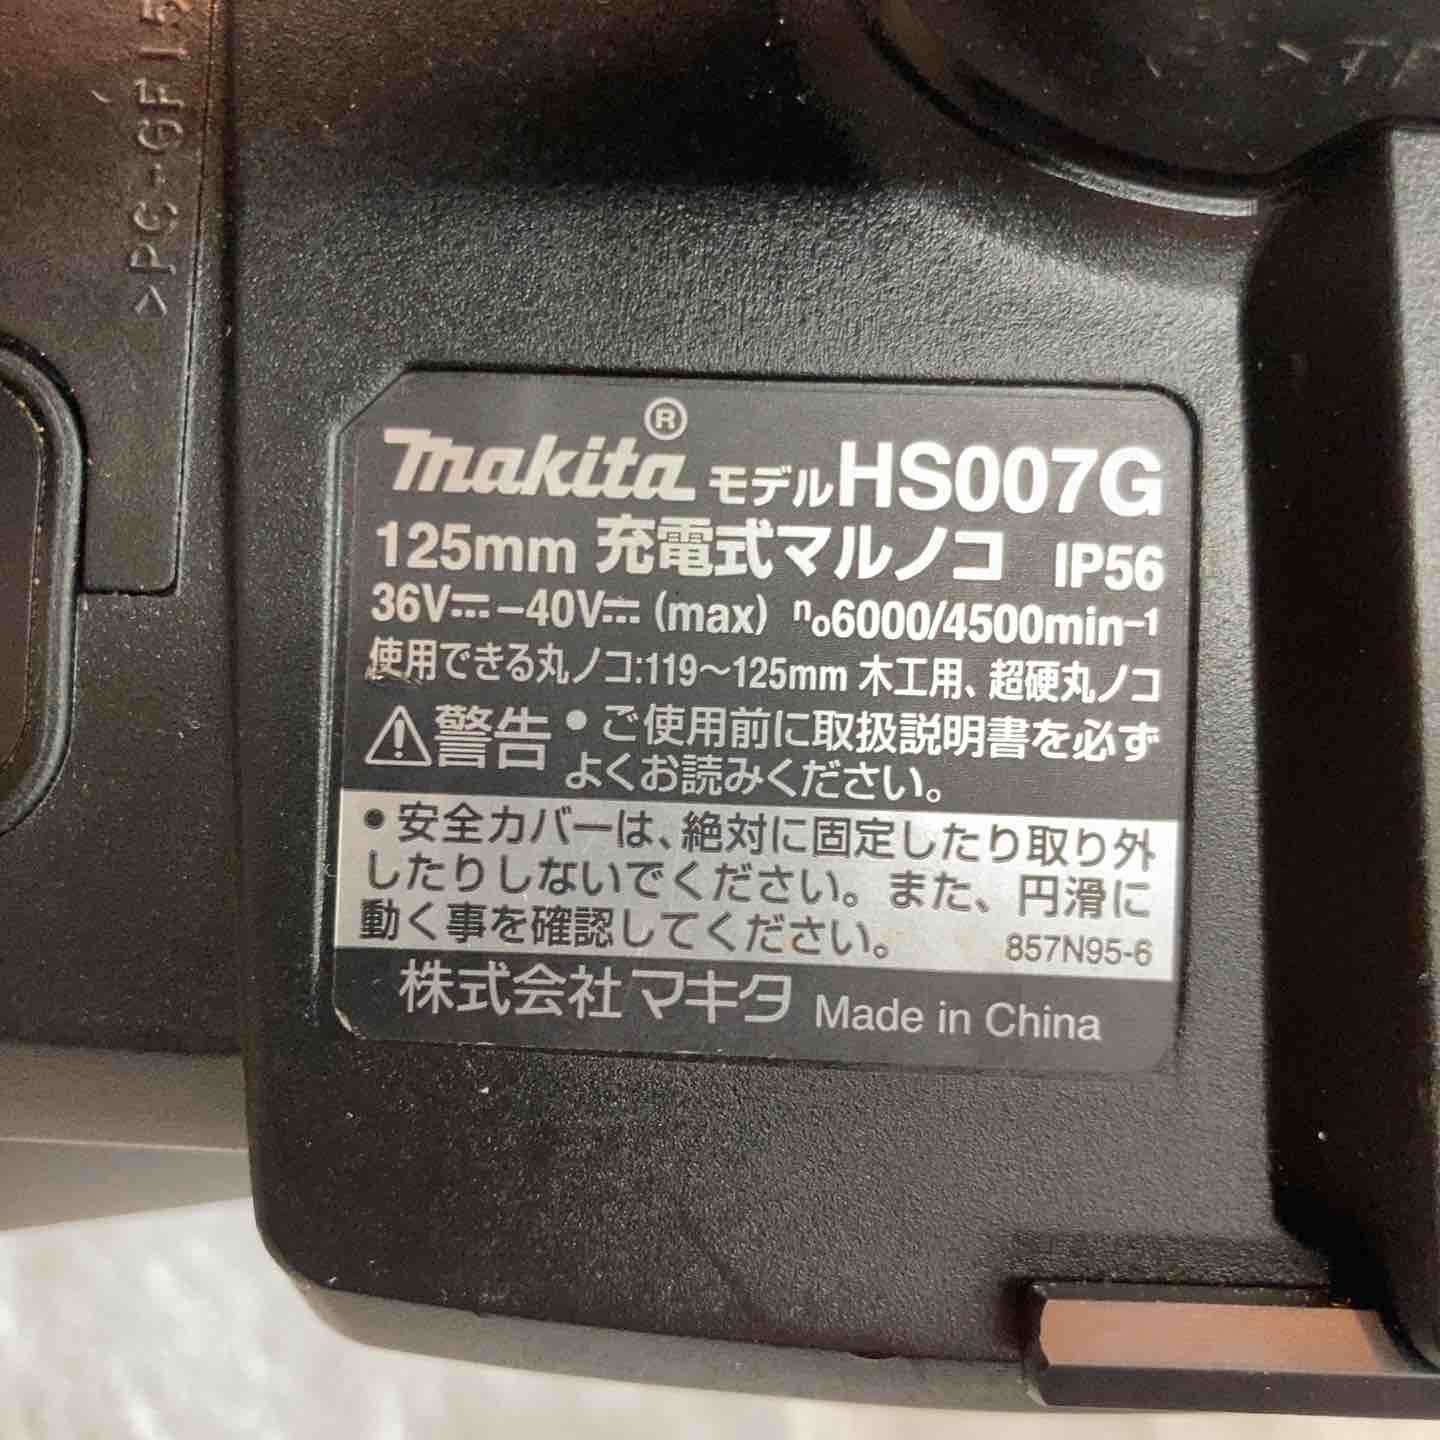 >PC-GF15
makita® モデルHS007G
125mm 充電式マルノコ IP56
36V⎓-40V⎓ (max) n₀6000/4500min⁻¹
使用できる丸ノコ:119～125mm 木工用、超硬丸ノコ
⚠警告 ●ご使用前に取扱説明書を必ず
よくお読みください。
●安全カバーは、絶対に固定したり取り外
したりしないでください。また、円滑に
動く事を確認してください。 857N95-6
株式会社マキタ Made in China